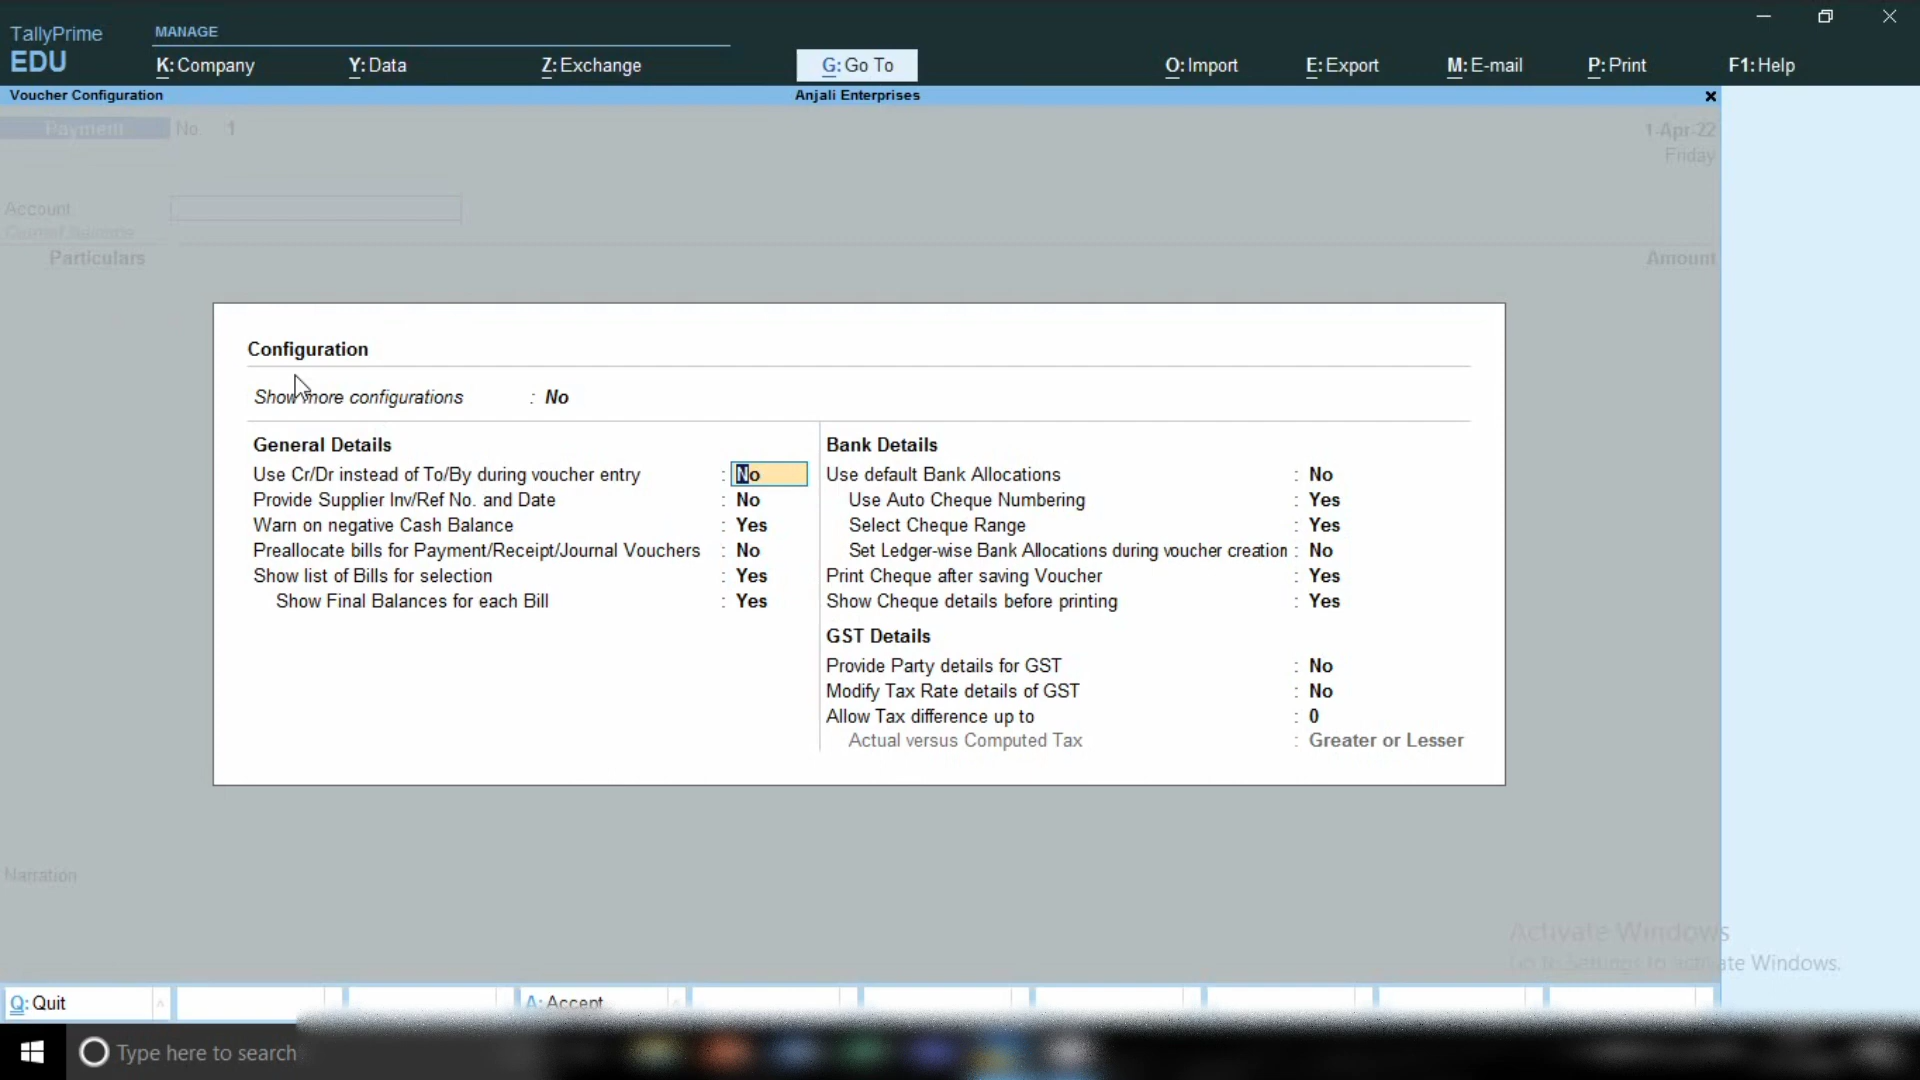 TallyPrime
EDU
MANAGE
K: Company
Y: Data
Z: Exchange
G: Go To
O: Import
E: Export
M: E-mail
P: Print
F1: Help
Voucher Configuration
Anjali Enterprises
Payment No. 1
1-Apr-22
Friday
Account
Current Balance
Particulars
Amount
Configuration
Show more configurations : No
General Details
Use Cr/Dr instead of To/By during voucher entry : No
Provide Supplier Inv/Ref No. and Date : No
Warn on negative Cash Balance : Yes
Preallocate bills for Payment/Receipt/Journal Vouchers : No
Show list of Bills for selection : Yes
Show Final Balances for each Bill : Yes
Bank Details
Use default Bank Allocations : No
Use Auto Cheque Numbering : Yes
Select Cheque Range : Yes
Set Ledger-wise Bank Allocations during voucher creation : No
Print Cheque after saving Voucher : Yes
Show Cheque details before printing : Yes
GST Details
Provide Party details for GST : No
Modify Tax Rate details of GST : No
Allow Tax difference up to : 0
Actual versus Computed Tax : Greater or Lesser
Narration
Activate Windows
Go to Settings to activate Windows.
Q: Quit
A: Accept
Type here to search